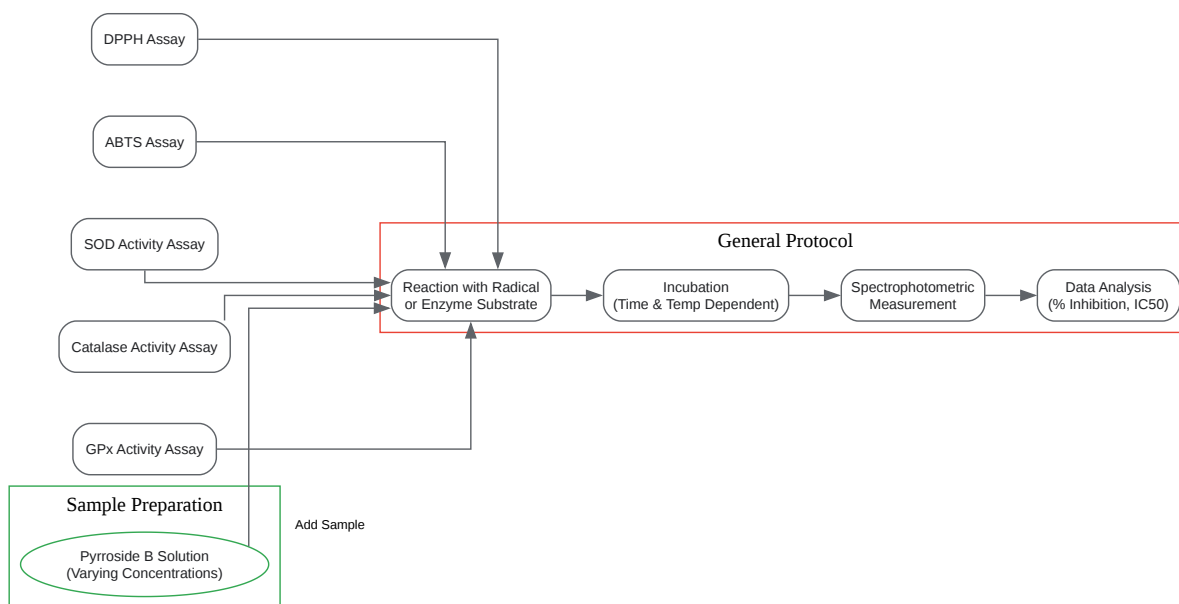 DPPH Assay
ABTS Assay
SOD Activity Assay
General Protocol
Reaction with Radical
or Enzyme Substrate
Incubation
(Time & Temp Dependent)
Spectrophotometric
Measurement
Data Analysis
(% Inhibition, IC50)
Catalase Activity Assay
GPx Activity Assay
Sample Preparation
Add Sample
Pyrroside B Solution
(Varying Concentrations)